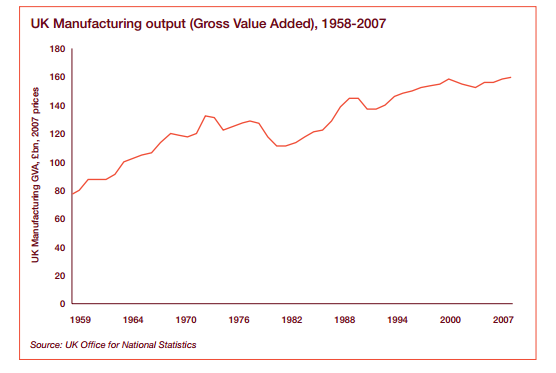 UK Manufacturing output (Gross Value Added), 1958-2007
UK Manufacturing GVA, £bn, 2007 prices
180
160
140
120
100
80
60
40
20
0
1959 1964 1970 1976 1982 1988 1994 2000 2007
Source: UK Office for National Statistics